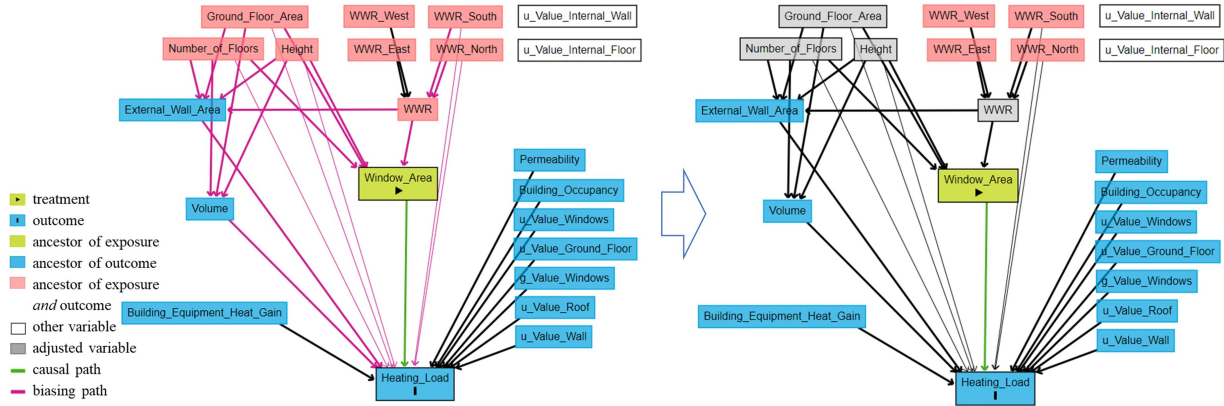 Ground_Floor_Area
WWR_West
WWR_South
u_Value_Internal_Wall
Number_of_Floors
Height
WWR_East
WWR_North
u_Value_Internal_Floor
External_Wall_Area
WWR
Window_Area
Volume
Permeability
Building_Occupancy
u_Value_Windows
u_Value_Ground_Floor
g_Value_Windows
u_Value_Roof
u_Value_Wall
Building_Equipment_Heat_Gain
Heating_Load
treatment
outcome
ancestor of exposure
ancestor of outcome
ancestor of exposure
and outcome
other variable
adjusted variable
causal path
biasing path
Ground_Floor_Area
WWR_West
WWR_South
u_Value_Internal_Wall
Number_of_Floors
Height
WWR_East
WWR_North
u_Value_Internal_Floor
External_Wall_Area
WWR
Window_Area
Volume
Permeability
Building_Occupancy
u_Value_Windows
u_Value_Ground_Floor
g_Value_Windows
u_Value_Roof
u_Value_Wall
Building_Equipment_Heat_Gain
Heating_Load